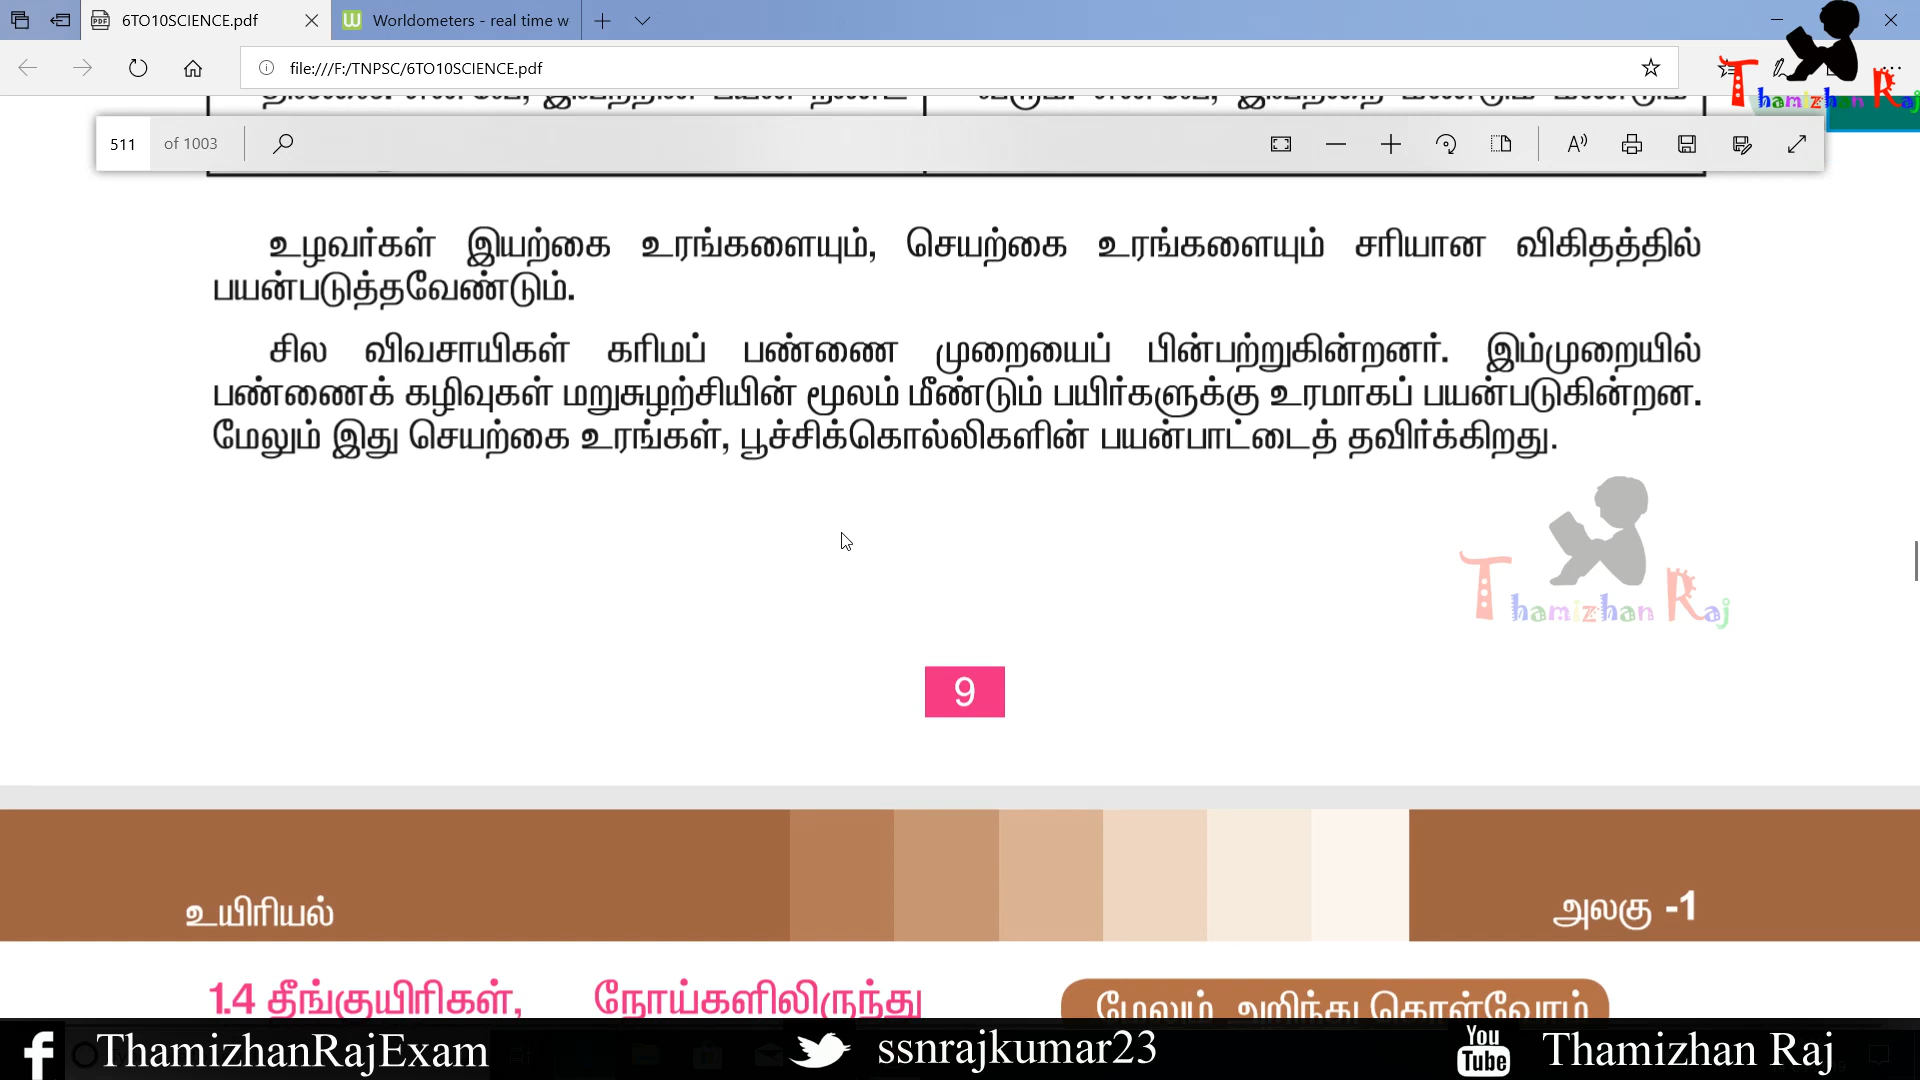 6TO10SCIENCE.pdf
Worldometers - real time w
file:///F:/TNPSC/6TO10SCIENCE.pdf
Thamizhan Raj
511 of 1003
உழவர்கள் இயற்கை உரங்களையும், செயற்கை உரங்களையும் சரியான விகிதத்தில்
பயன்படுத்தவேண்டும்.
சில விவசாயிகள் கரிமப் பண்ணை முறையைப் பின்பற்றுகின்றனர். இம்முறையில்
பண்ணைக் கழிவுகள் மறுசுழற்சியின் மூலம் மீண்டும் பயிர்களுக்கு உரமாகப் பயன்படுகின்றன.
மேலும் இது செயற்கை உரங்கள், பூச்சிக்கொல்லிகளின் பயன்பாட்டைத் தவிர்க்கிறது.
Thamizhan Raj
9
உயிரியல்
அலகு -1
1.4 தீங்குயிரிகள், நோய்களிலிருந்து
மேலும் அறிந்து கொள்வோம்
ThamizhanRajExam
ssnrajkumar23
You Tube Thamizhan Raj